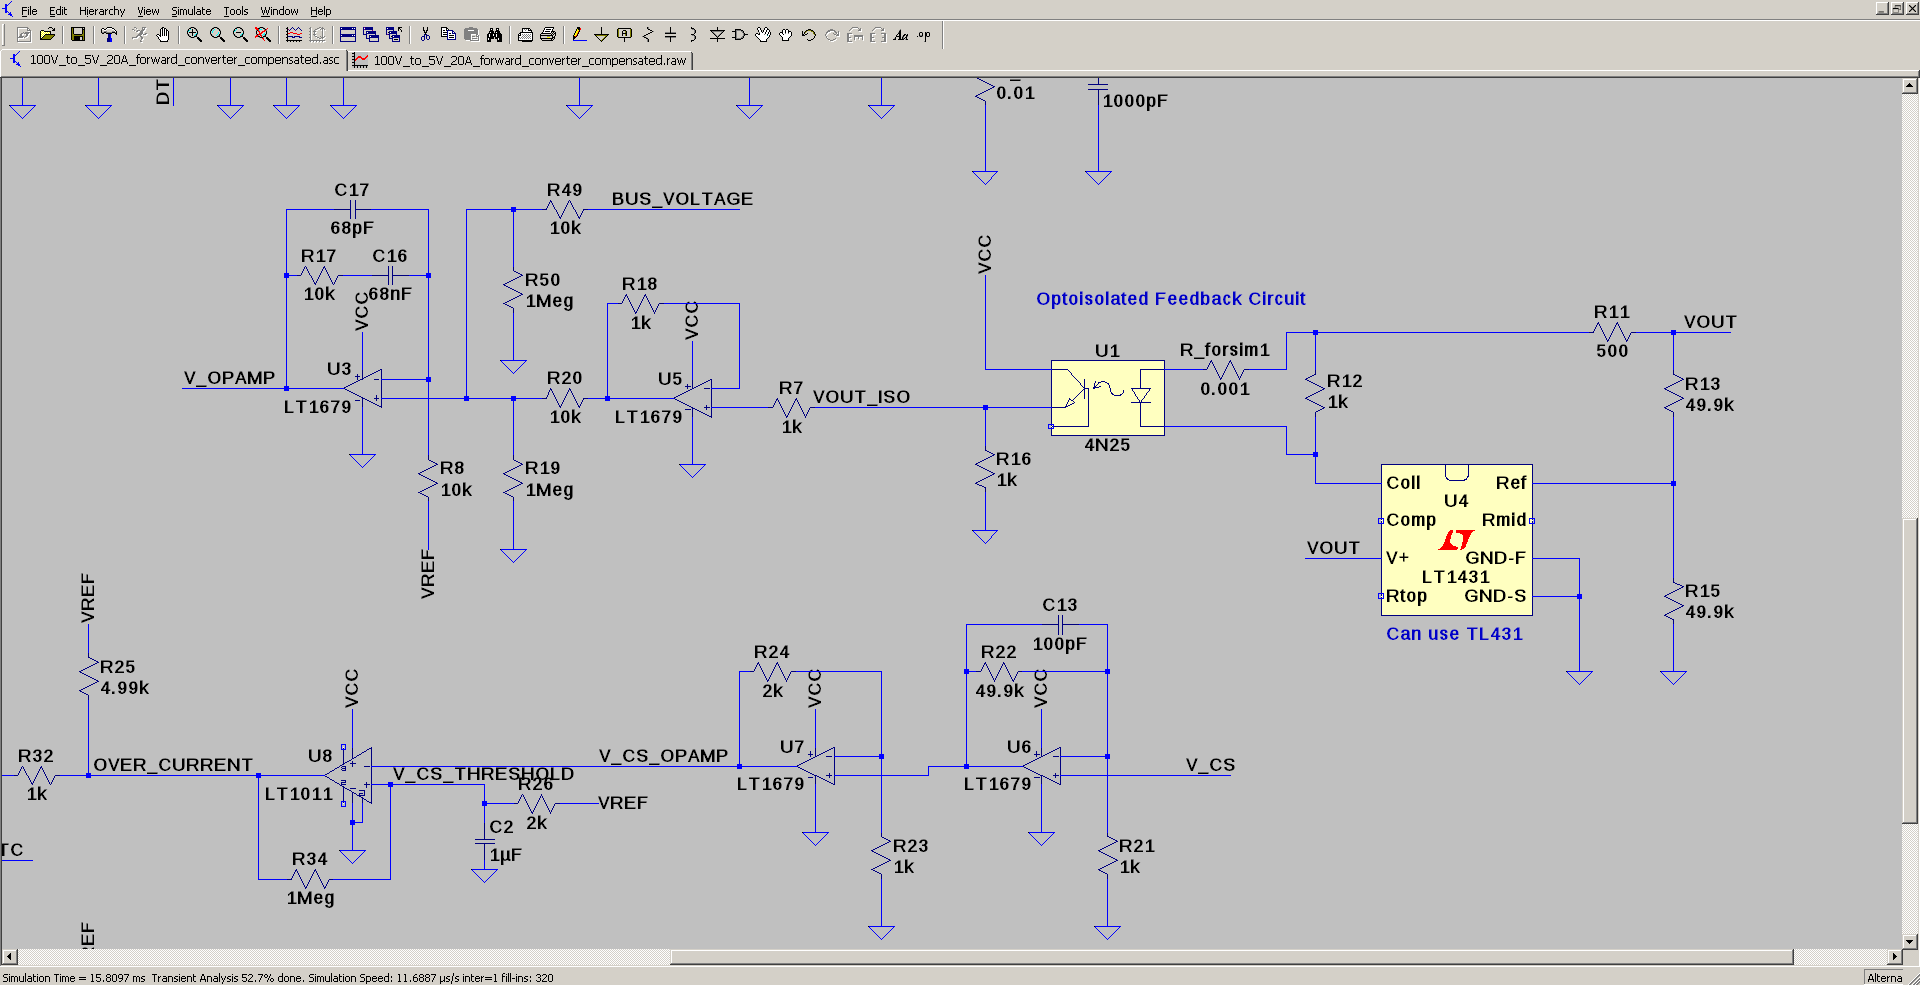 File Edit Hierarchy View Simulate Tools Window Help
100V_to_5V_20A_forward_converter_compensated.asc
100V_to_5V_20A_forward_converter_compensated.raw
DT
0.01
1000pF
C17
68pF
R17
10k
C16
68nF
VCC
U3
LT1679
V_OPAMP
R49
10k
BUS_VOLTAGE
R50
1Meg
R18
1k
VCC
U5
LT1679
R20
10k
R19
1Meg
R8
10k
VREF
R7
1k
VOUT_ISO
VCC
R16
1k
Optoisolated Feedback Circuit
U1
4N25
R_forsim1
0.001
R12
1k
R11
500
VOUT
R13
49.9k
R15
49.9k
Coll
Ref
U4
Comp
Rmid
VOUT
V+
GND-F
LT1431
Rtop
GND-S
Can use TL431
VREF
R25
4.99k
R32
1k
OVER_CURRENT
VCC
U8
LT1011
R34
1Meg
V_CS_THRESHOLD
V_CS_OPAMP
R26
2k
VREF
C2
1µF
R24
2k
VCC
U7
LT1679
R23
1k
C13
100pF
R22
49.9k
VCC
U6
LT1679
V_CS
R21
1k
TC
EF
Simulation Time = 15.8097 ms Transient Analysis 52.7% done. Simulation Speed: 11.6887 µs/s inter=1 fill-ins: 320
Alterna